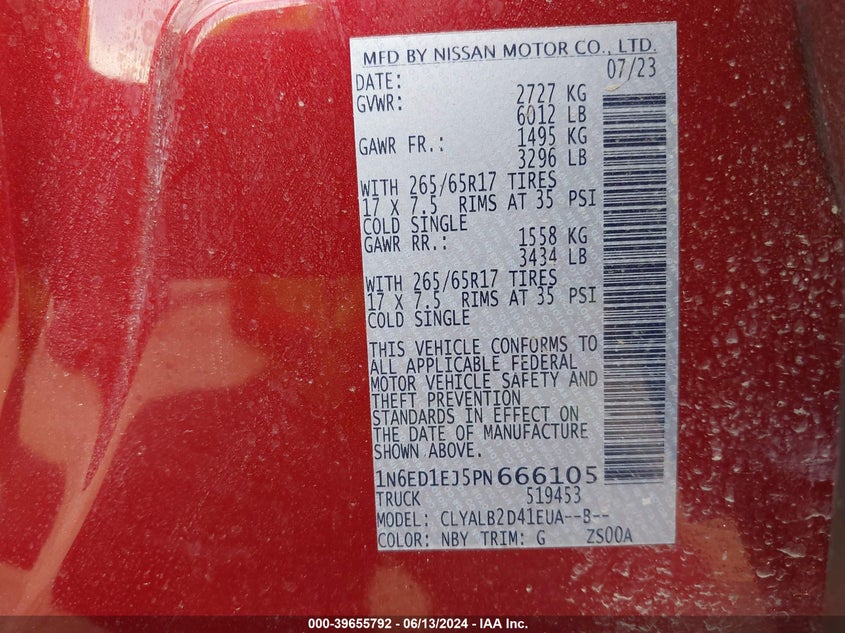 MFD BY NISSAN MOTOR CO., LTD.
DATE: 07/23
GVWR: 2727 KG
6012 LB
GAWR FR.: 1495 KG
3296 LB
WITH 265/65R17 TIRES
17 X 7.5 RIMS AT 35 PSI
COLD SINGLE
GAWR RR.: 1558 KG
3434 LB
WITH 265/65R17 TIRES
17 X 7.5 RIMS AT 35 PSI
COLD SINGLE
THIS VEHICLE CONFORMS TO
ALL APPLICABLE FEDERAL
MOTOR VEHICLE SAFETY AND
THEFT PREVENTION
STANDARDS IN EFFECT ON
THE DATE OF MANUFACTURE
SHOWN ABOVE.
1N6ED1EJ5PN666105
TRUCK 519453
MODEL: CLYALB2D41EUA--B--
COLOR: NBY TRIM: G ZS00A
000-39655792 - 06/13/2024 - IAA Inc.